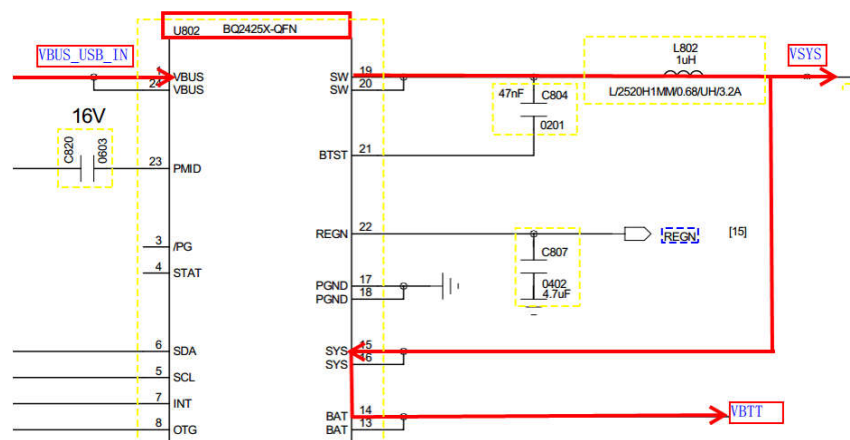 U802 BQ2425X-QFN
VBUS_USB_IN
L802
1uH
VSYS
1 VBUS
24 VBUS
SW 19
SW 20
47nF C804
L/2520H1MM/0.68/UH/3.2A
16V
0201
C820 0603
BTST 21
23 PMID
REGN 22
REGN [15]
3 /PG
C807
4 STAT
PGND 17
PGND 18
0402
4.7uF
6 SDA
SYS 15
SYS 16
5 SCL
7 INT
BAT 14
VBTT
8 OTG
BAT 13